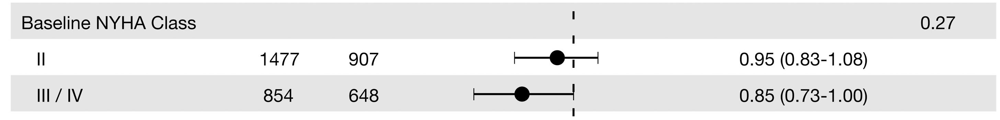 Baseline NYHA Class 0.27
II 1477 907 0.95 (0.83-1.08)
III / IV 854 648 0.85 (0.73-1.00)